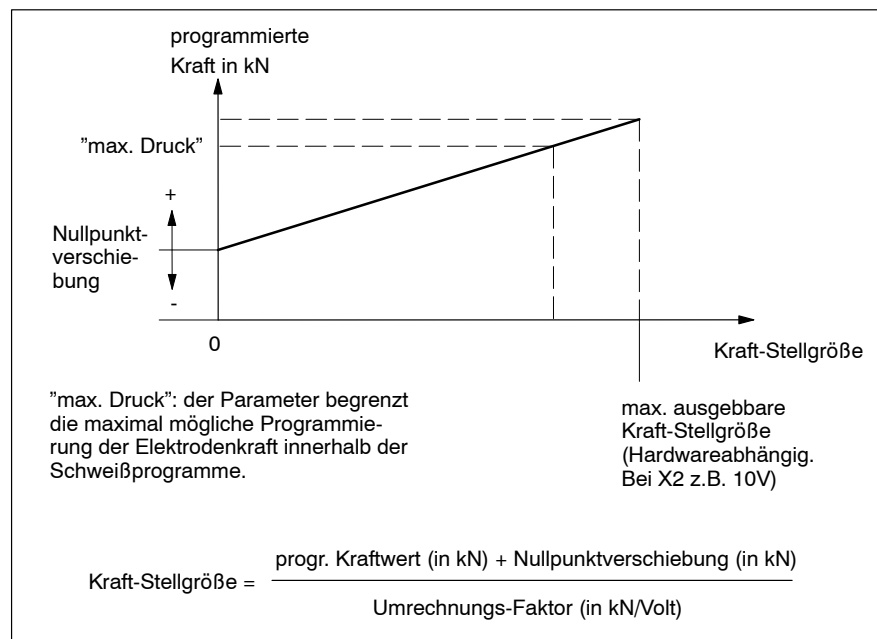 programmierte
Kraft in kN
”max. Druck”
+
Nullpunkt-
verschie-
bung
-
0
Kraft-Stellgröße
”max. Druck”: der Parameter begrenzt
die maximal mögliche Programmie-
rung der Elektrodenkraft innerhalb der
Schweißprogramme.
max. ausgebbare
Kraft-Stellgröße
(Hardwareabhängig.
Bei X2 z.B. 10V)
Kraft-Stellgröße =
progr. Kraftwert (in kN) + Nullpunktverschiebung (in kN)
Umrechnungs-Faktor (in kN/Volt)